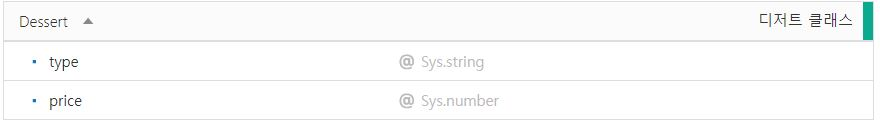 Dessert 디저트 클래스
type @ Sys.string
price @ Sys.number